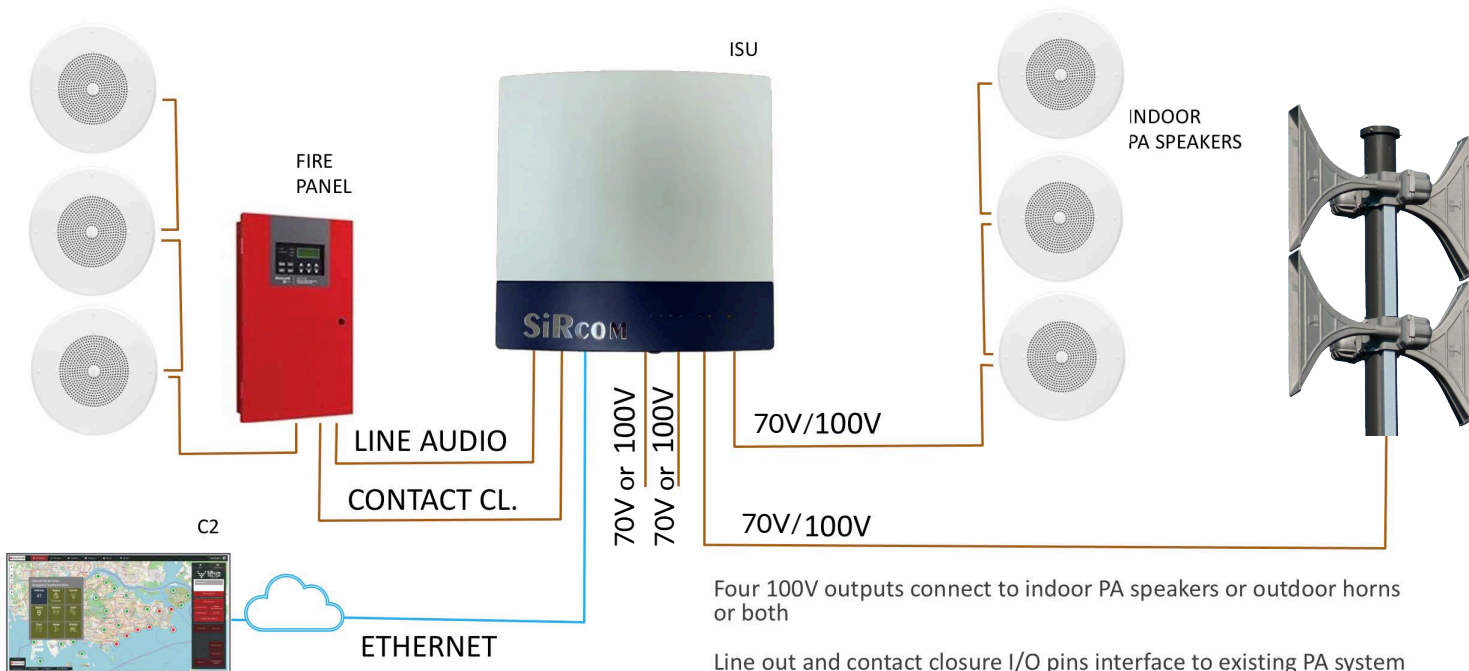 ISU
INDOOR
PA SPEAKERS
FIRE
PANEL
SiRcom
LINE AUDIO
CONTACT CL.
70V or 100V
70V or 100V
70V/100V
70V/100V
C2
ETHERNET
Four 100V outputs connect to indoor PA speakers or outdoor horns
or both
Line out and contact closure I/O pins interface to existing PA system